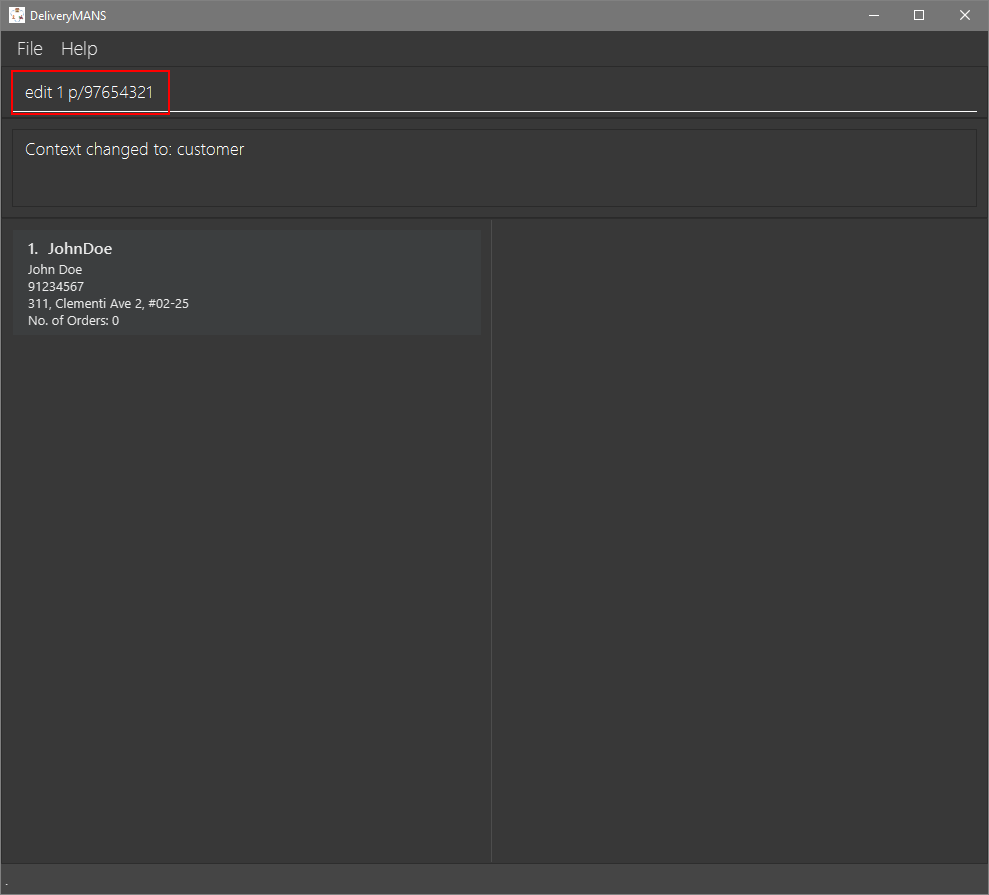 DeliveryMANS
File Help
edit 1 p/97654321
Context changed to: customer
1. JohnDoe
John Doe
91234567
311, Clementi Ave 2, #02-25
No. of Orders: 0
.